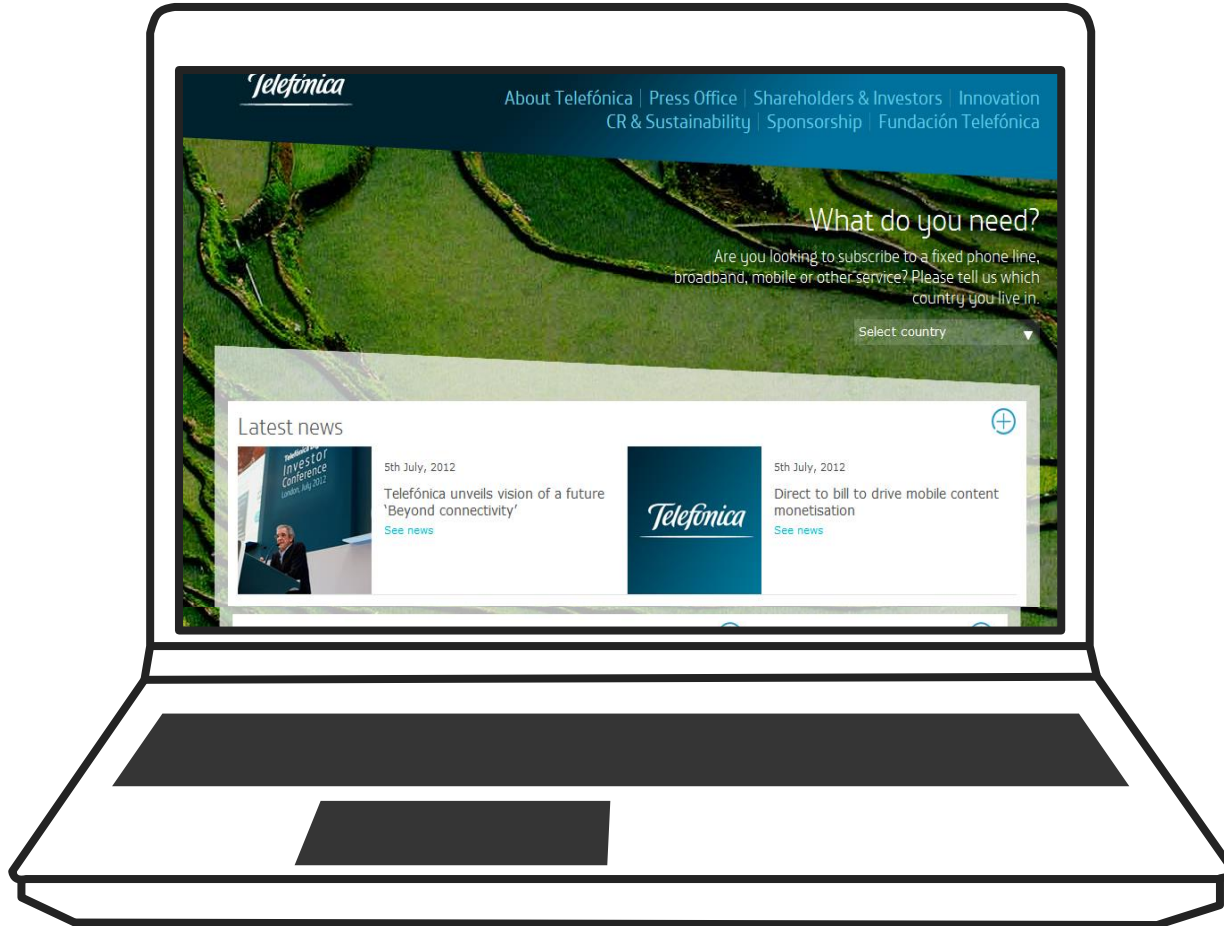 Telefónica
About Telefónica | Press Office | Shareholders & Investors | Innovation
CR & Sustainability | Sponsorship | Fundación Telefónica
What do you need?
Are you looking to subscribe to a fixed phone line,
broadband, mobile or other service? Please tell us which
country you live in.
Select country
Latest news
Investor
Conference
London, July 2012
5th July, 2012
Telefónica unveils vision of a future
‘Beyond connectivity’
See news
Telefónica
5th July, 2012
Direct to bill to drive mobile content
monetisation
See news